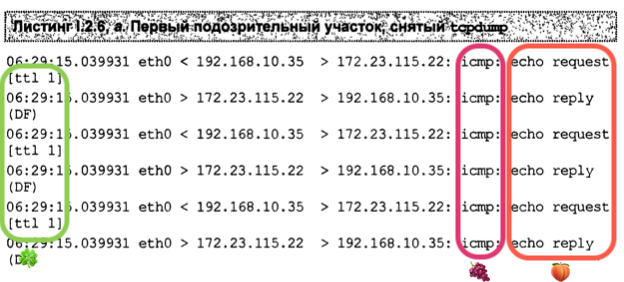 Листинг 1.2.6, а. Первый подозрительный участок, снятый tcpdump
06:29:15.039931 eth0 < 192.168.10.35 > 172.23.115.22: icmp: echo request
[ttl 1]
06:29:15.039931 eth0 > 172.23.115.22 > 192.168.10.35: icmp: echo reply
(DF)
06:29:15.039931 eth0 < 192.168.10.35 > 172.23.115.22: icmp: echo request
[ttl 1]
06:29:15.039931 eth0 > 172.23.115.22 > 192.168.10.35: icmp: echo reply
(DF)
06:29:15.039931 eth0 < 192.168.10.35 > 172.23.115.22: icmp: echo request
[ttl 1]
06:29:15.039931 eth0 > 172.23.115.22 > 192.168.10.35: icmp: echo reply